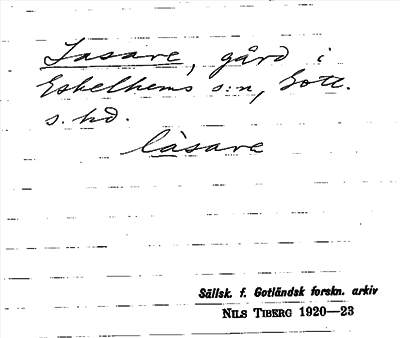 Lasare, gård i
Eskelhems s:n, Gotl.
s. hd.
làsare
Sällsk. f. Gotländsk forskn. arkiv
NILS TIBERG 1920—23